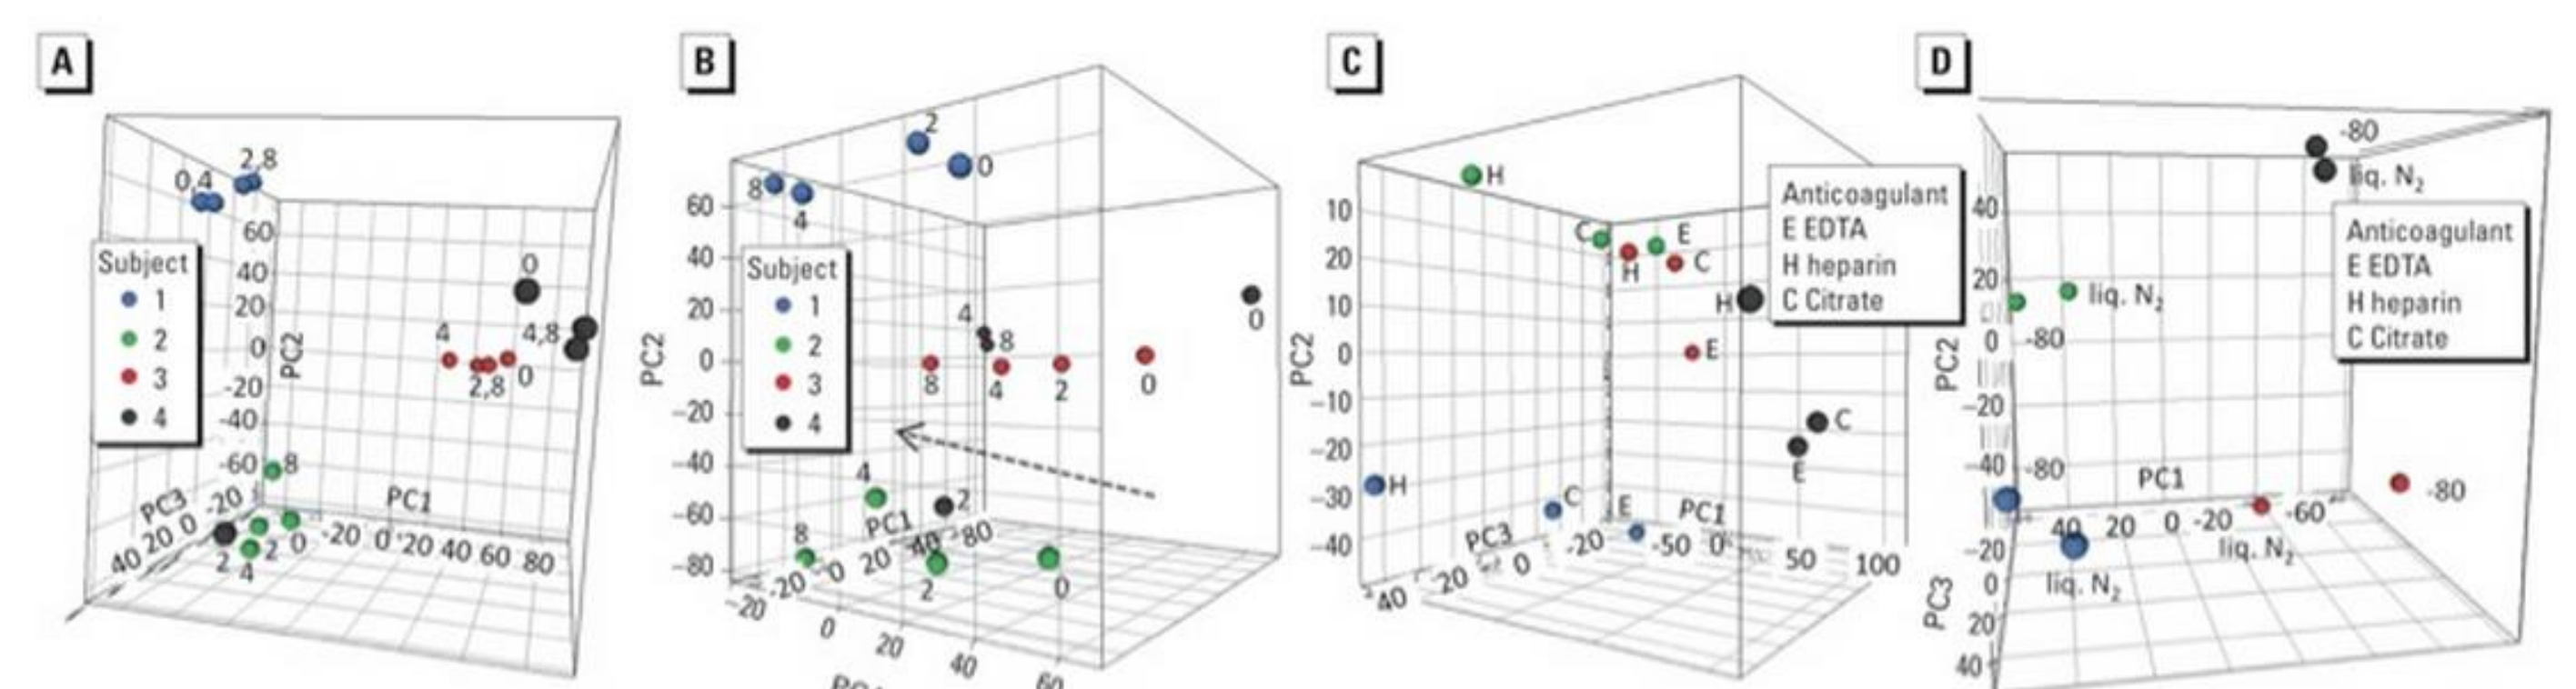 A
2,8
0,4
Subject
1
2
3
4
60
40
20
0
-20
-40
-60
PC2
0
4
4,8
2,8
0
8
PC3
-20
0
20
40
PC1
-20 0 20 40 60 80
0
2
2
4
B
2
0
8
4
60
40
20
0
−20
−40
−60
−80
PC2
Subject
1
2
3
4
4
8
0
8
4
2
0
4
2
8
2
0
PC1
-20 0 20 40 80
−20
0
20
40
60
C
H
C
E
H
C
H
E
C
E
H
C
E
Anticoagulant
E EDTA
H heparin
C Citrate
10
20
10
0
−10
−20
−30
−40
PC2
PC3
40 20 0 -20
PC1
-50 0 50 100
D
-80
liq. N₂
Anticoagulant
E EDTA
H heparin
C Citrate
40
20
0
−20
−40
PC2
liq. N₂
-80
-80
PC1
40 20 0 -20 -60
liq. N₂
-80
liq. N₂
−20
0
20
40
PC3